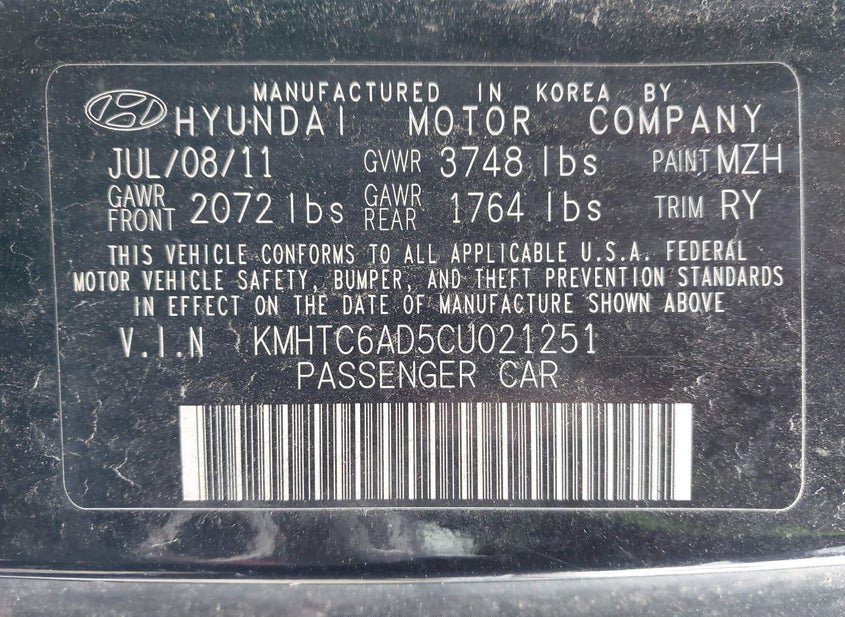 MANUFACTURED IN KOREA BY
HYUNDAI MOTOR COMPANY
JUL/08/11 GVWR 3748 lbs PAINT MZH
GAWR FRONT 2072 lbs GAWR REAR 1764 lbs TRIM RY
THIS VEHICLE CONFORMS TO ALL APPLICABLE U.S.A. FEDERAL
MOTOR VEHICLE SAFETY, BUMPER, AND THEFT PREVENTION STANDARDS
IN EFFECT ON THE DATE OF MANUFACTURE SHOWN ABOVE
V.I.N KMHTC6AD5CU021251
PASSENGER CAR